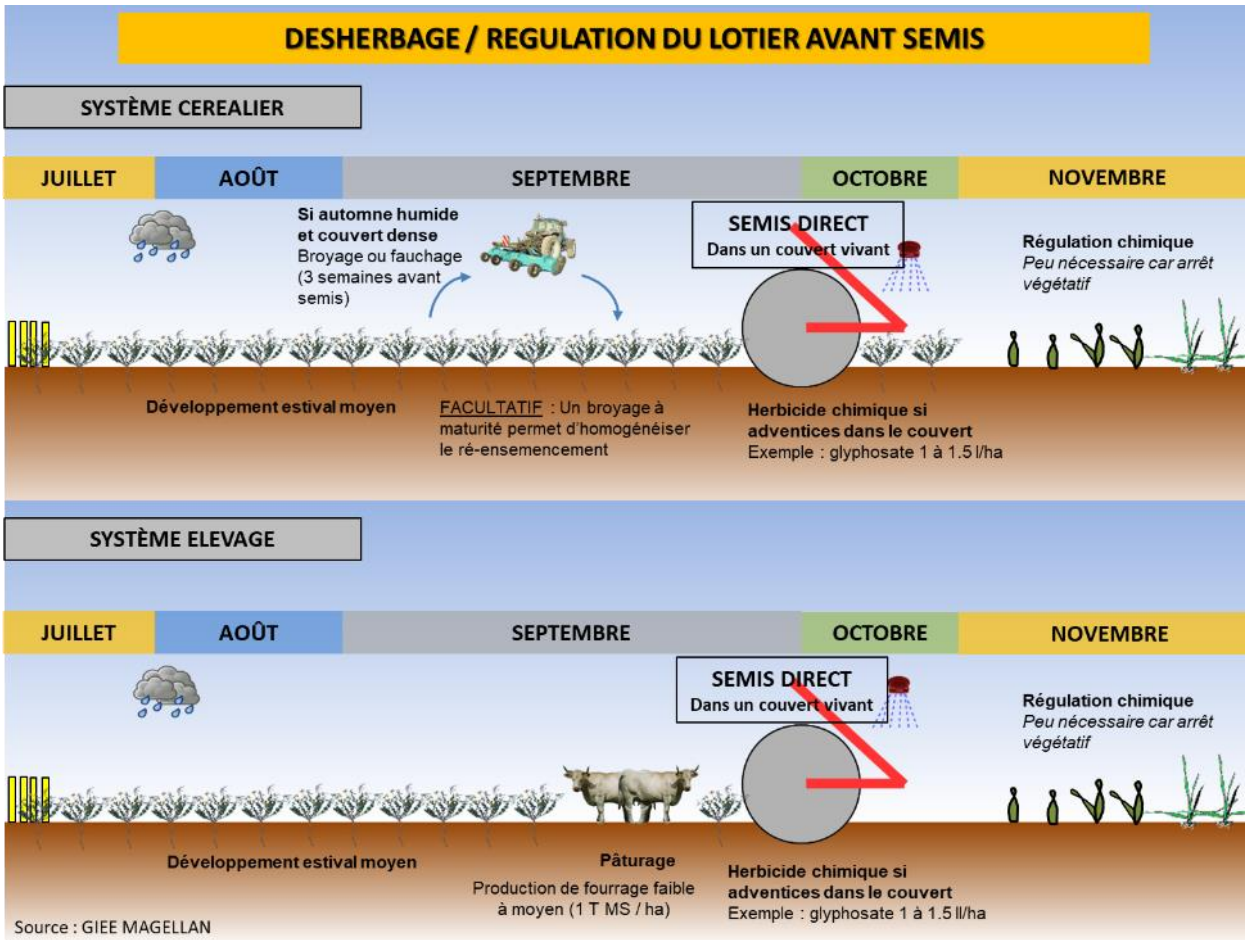 DESHERBAGE / REGULATION DU LOTIER AVANT SEMIS
SYSTÈME CEREALIER
JUILLET
AOÛT
SEPTEMBRE
OCTOBRE
NOVEMBRE
Si automne humide
et couvert dense
Broyage ou fauchage
(3 semaines avant
semis)
SEMIS DIRECT
Dans un couvert vivant
Régulation chimique
Peu nécessaire car arrêt
végétatif
Développement estival moyen
FACULTATIF : Un broyage à
maturité permet d'homogénéiser
le ré-ensemencement
Herbicide chimique si
adventices dans le couvert
Exemple : glyphosate 1 à 1.5 l/ha
SYSTÈME ELEVAGE
JUILLET
AOÛT
SEPTEMBRE
OCTOBRE
NOVEMBRE
SEMIS DIRECT
Dans un couvert vivant
Régulation chimique
Peu nécessaire car arrêt
végétatif
Développement estival moyen
Pâturage
Production de fourrage faible
à moyen (1 T MS / ha)
Herbicide chimique si
adventices dans le couvert
Exemple : glyphosate 1 à 1.5 ll/ha
Source : GIEE MAGELLAN